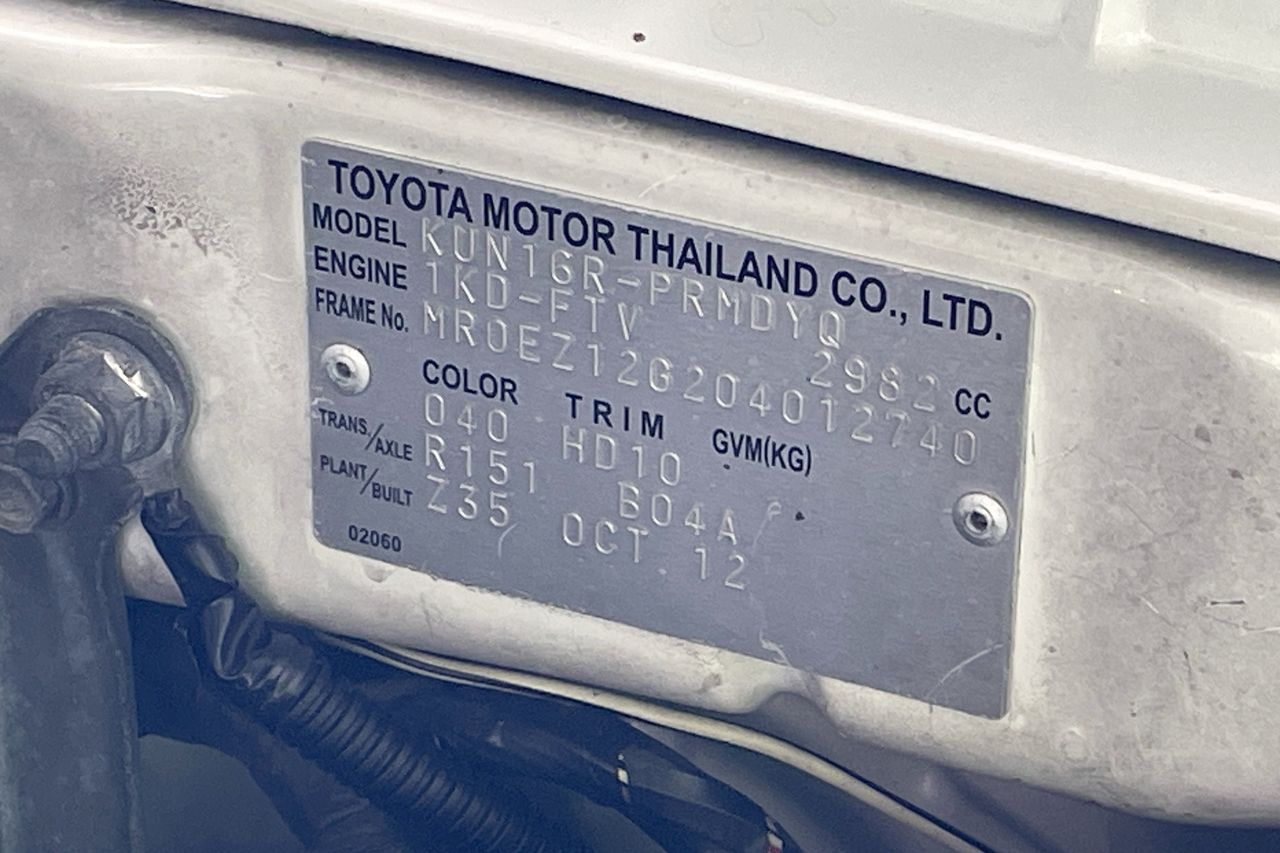 TOYOTA MOTOR THAILAND CO., LTD.
MODEL KUN16R-PRMDYQ
ENGINE 1KD-FTV 2982 CC
FRAME No. MR0EZ12G204012740
COLOR TRIM GVM(KG)
040 HD10
TRANS/AXLE R151 B04A
PLANT/BUILT Z35 OCT.12
02060